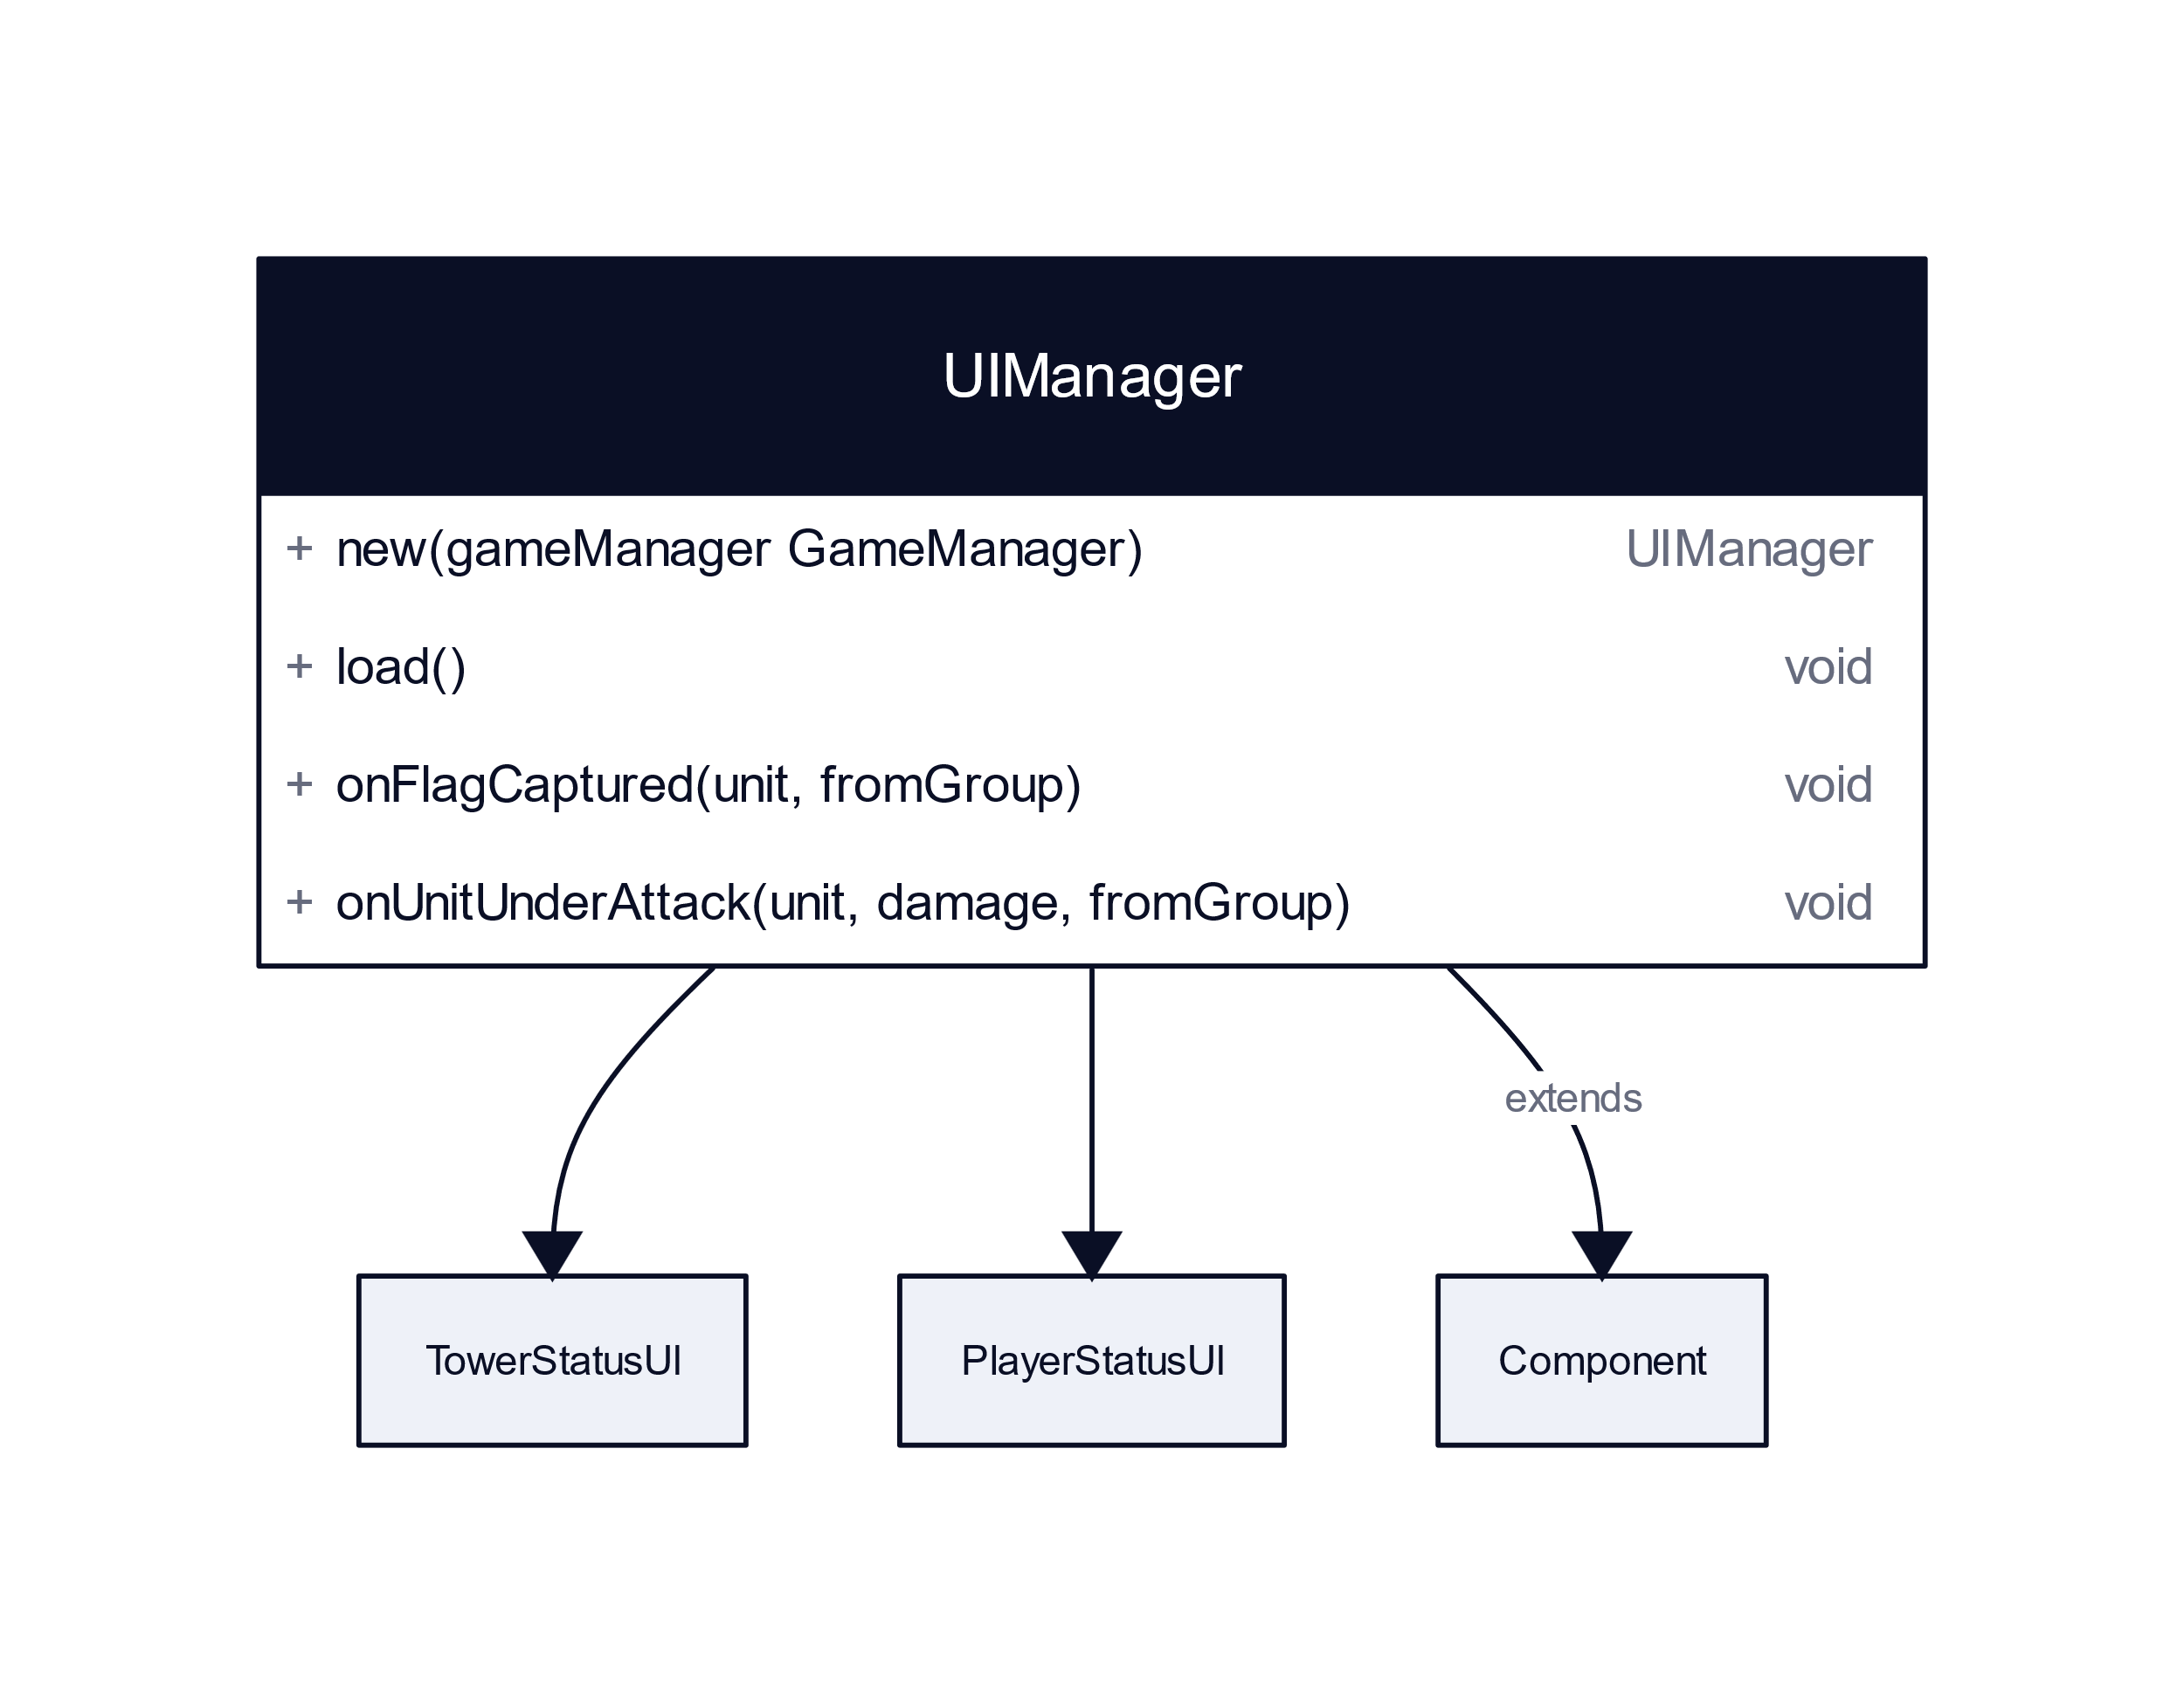 UIManager
+ new(gameManager GameManager) UIManager
+ load() void
+ onFlagCaptured(unit, fromGroup) void
+ onUnitUnderAttack(unit, damage, fromGroup) void
extends
TowerStatusUI
PlayerStatusUI
Component